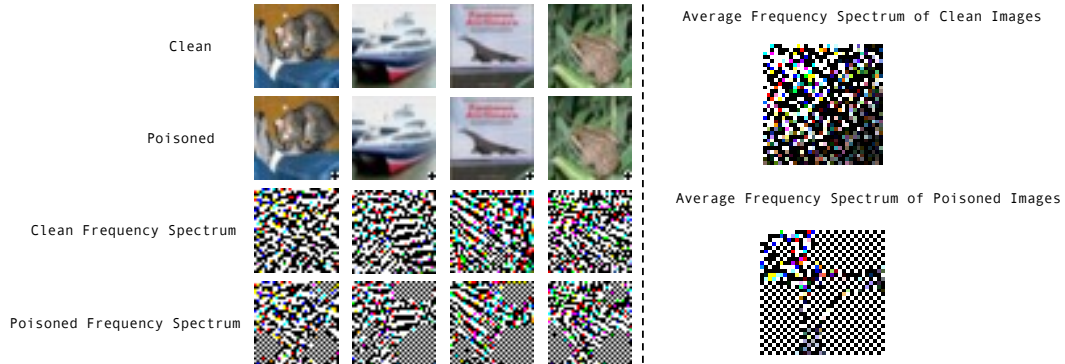 Average Frequency Spectrum of Clean Images
Clean
Poisoned
Average Frequency Spectrum of Poisoned Images
Clean Frequency Spectrum
Poisoned Frequency Spectrum